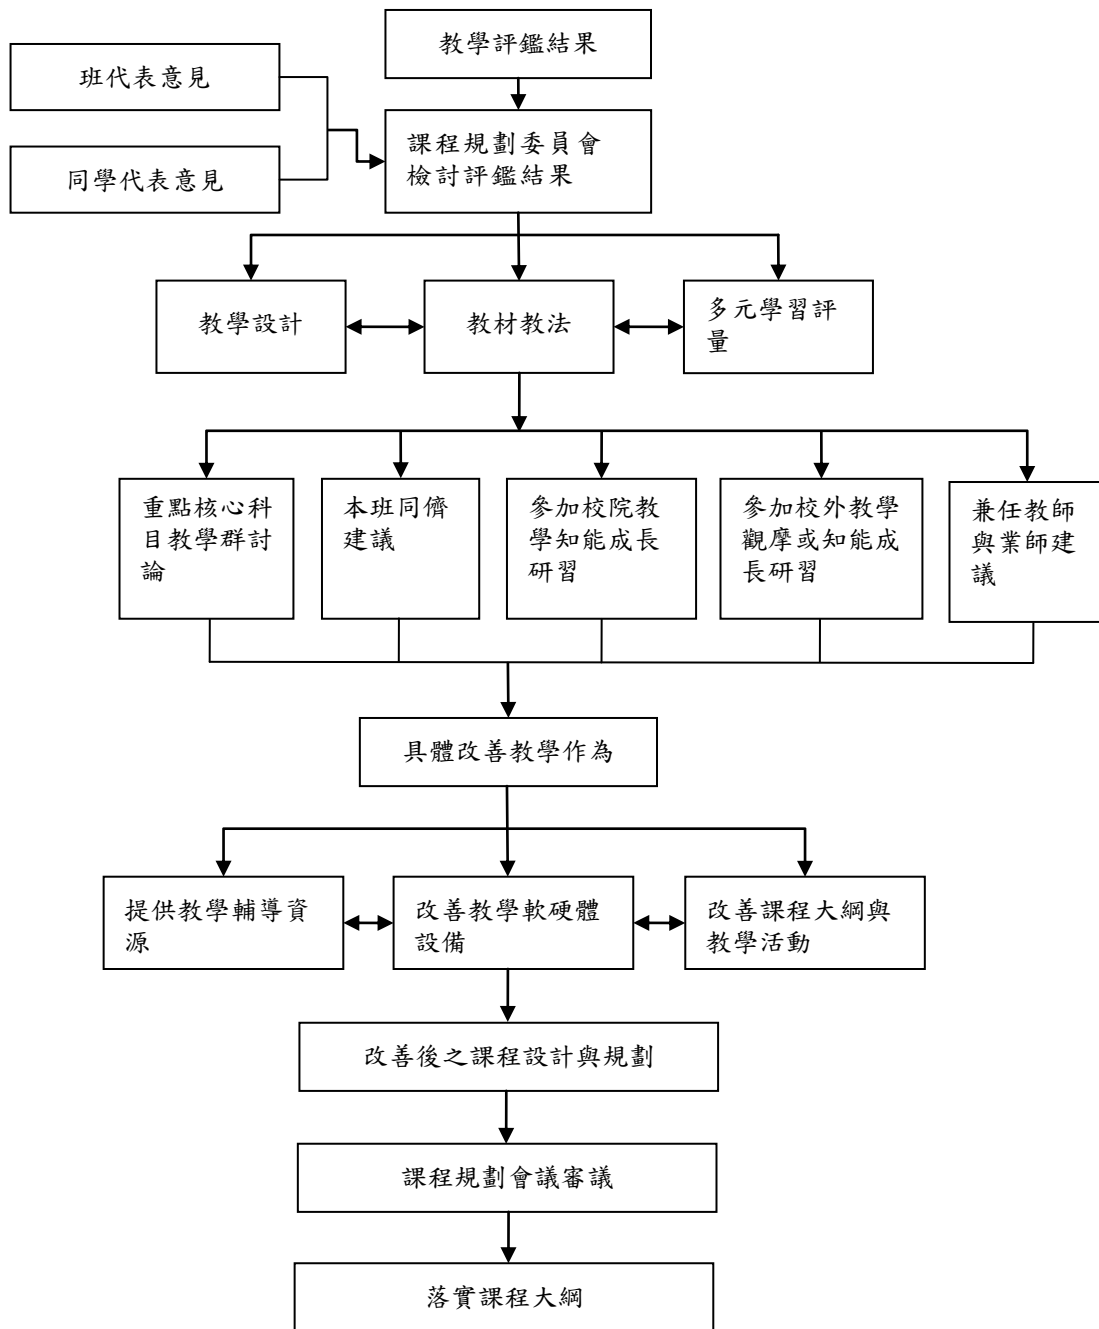 教學評鑑結果
班代表意見
課程規劃委員會
檢討評鑑結果
同學代表意見
教學設計
教材教法
多元學習評
量
重點核心科
目教學群討
論
本班同儕
建議
參加校院教
學知能成長
研習
參加校外教學
觀摩或知能成
長研習
兼任教師
與業師建
議
具體改善教學作為
提供教學輔導資
源
改善教學軟硬體
設備
改善課程大綱與
教學活動
改善後之課程設計與規劃
課程規劃會議審議
落實課程大綱